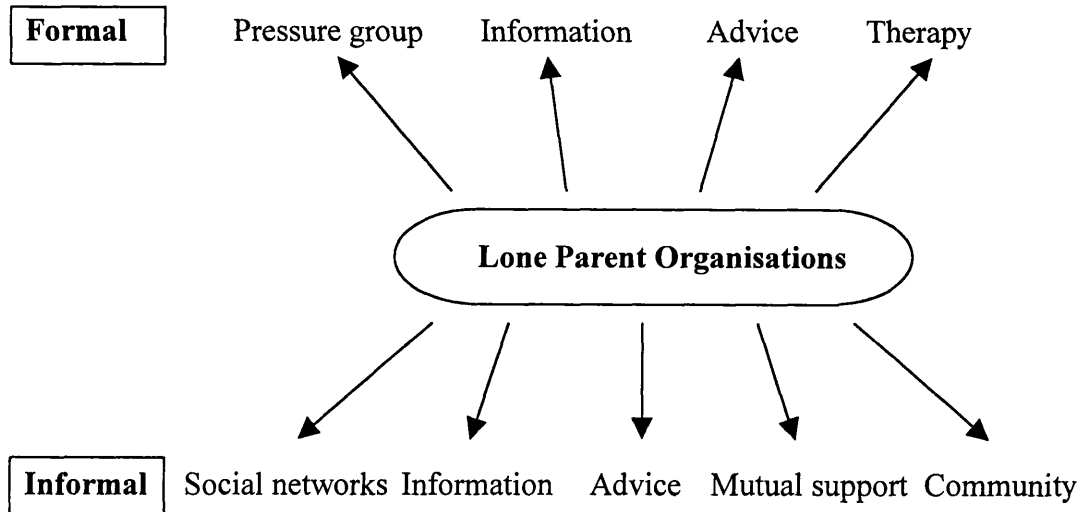 Formal Pressure group Information Advice Therapy
Lone Parent Organisations
Informal Social networks Information Advice Mutual support Community